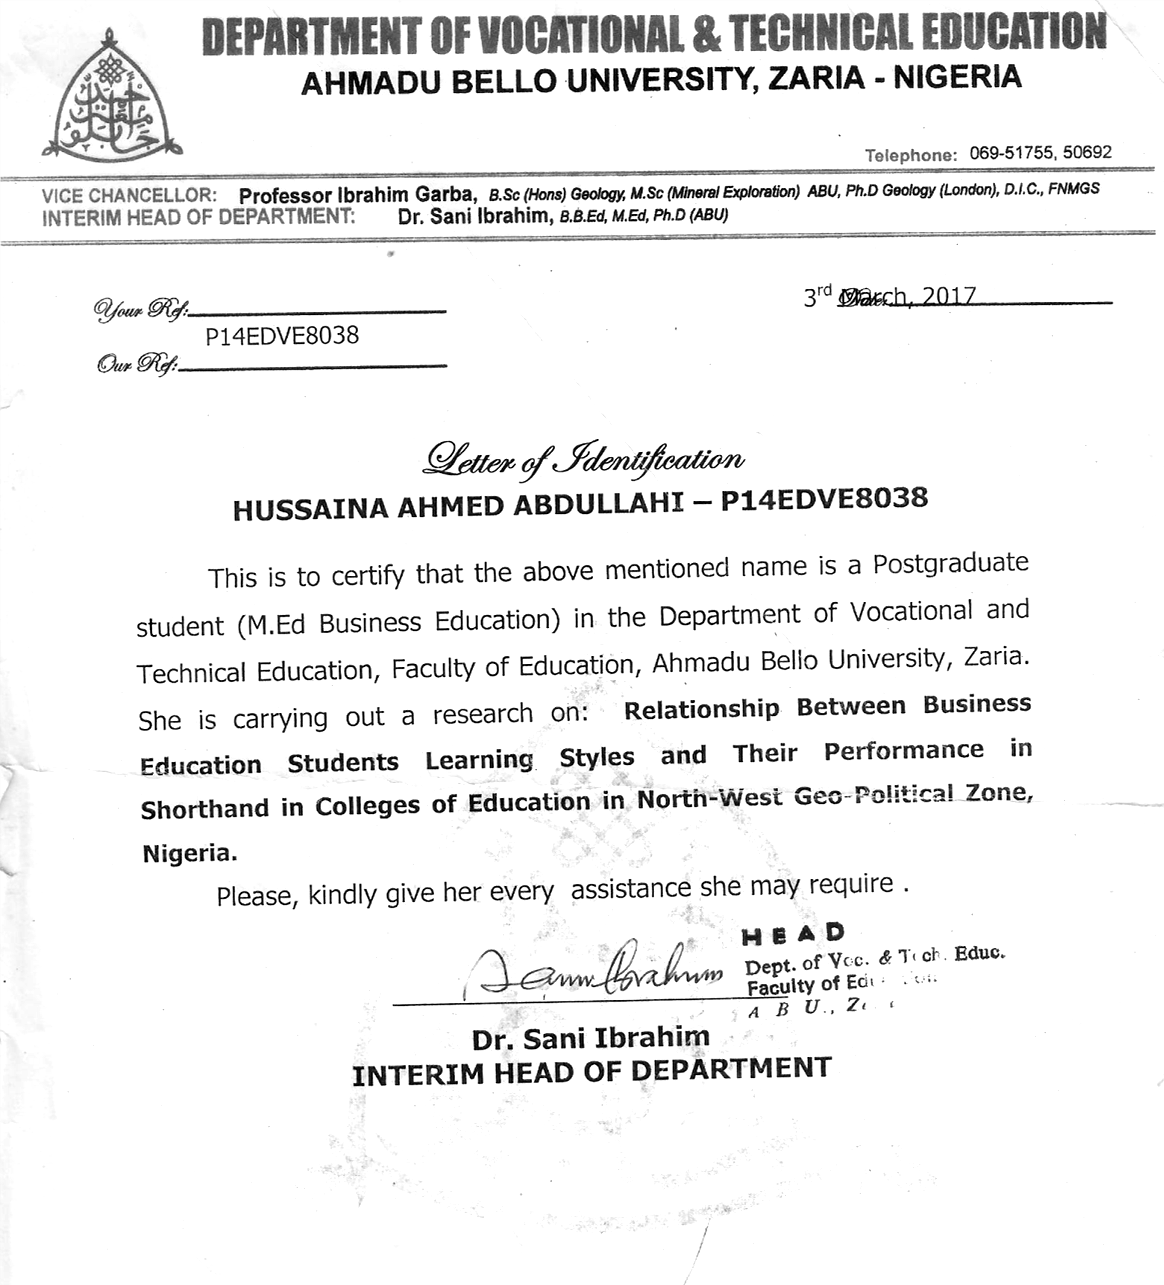 DEPARTMENT OF VOCATIONAL & TECHNICAL EDUCATION
AHMADU BELLO UNIVERSITY, ZARIA - NIGERIA
Telephone: 069-51755, 50692
VICE CHANCELLOR: Professor Ibrahim Garba, B.Sc (Hons) Geology, M.Sc (Mineral Exploration) ABU, Ph.D Geology (London), D.I.C., FNMGS
INTERIM HEAD OF DEPARTMENT: Dr. Sani Ibrahim, B.B.Ed, M.Ed, Ph.D (ABU)
3rd March, 2017
Your Ref:
P14EDVE8038
Our Ref:
Letter of Identification
HUSSAINA AHMED ABDULLAHI – P14EDVE8038
This is to certify that the above mentioned name is a Postgraduate
student (M.Ed Business Education) in the Department of Vocational and
Technical Education, Faculty of Education, Ahmadu Bello University, Zaria.
She is carrying out a research on: Relationship Between Business
Education Students Learning Styles and Their Performance in
Shorthand in Colleges of Education in North-West Geo-Political Zone,
Nigeria.
Please, kindly give her every assistance she may require .
HEAD
Dept. of Voc. & Tech. Educ.
Faculty of
A B U.,
Dr. Sani Ibrahim
INTERIM HEAD OF DEPARTMENT